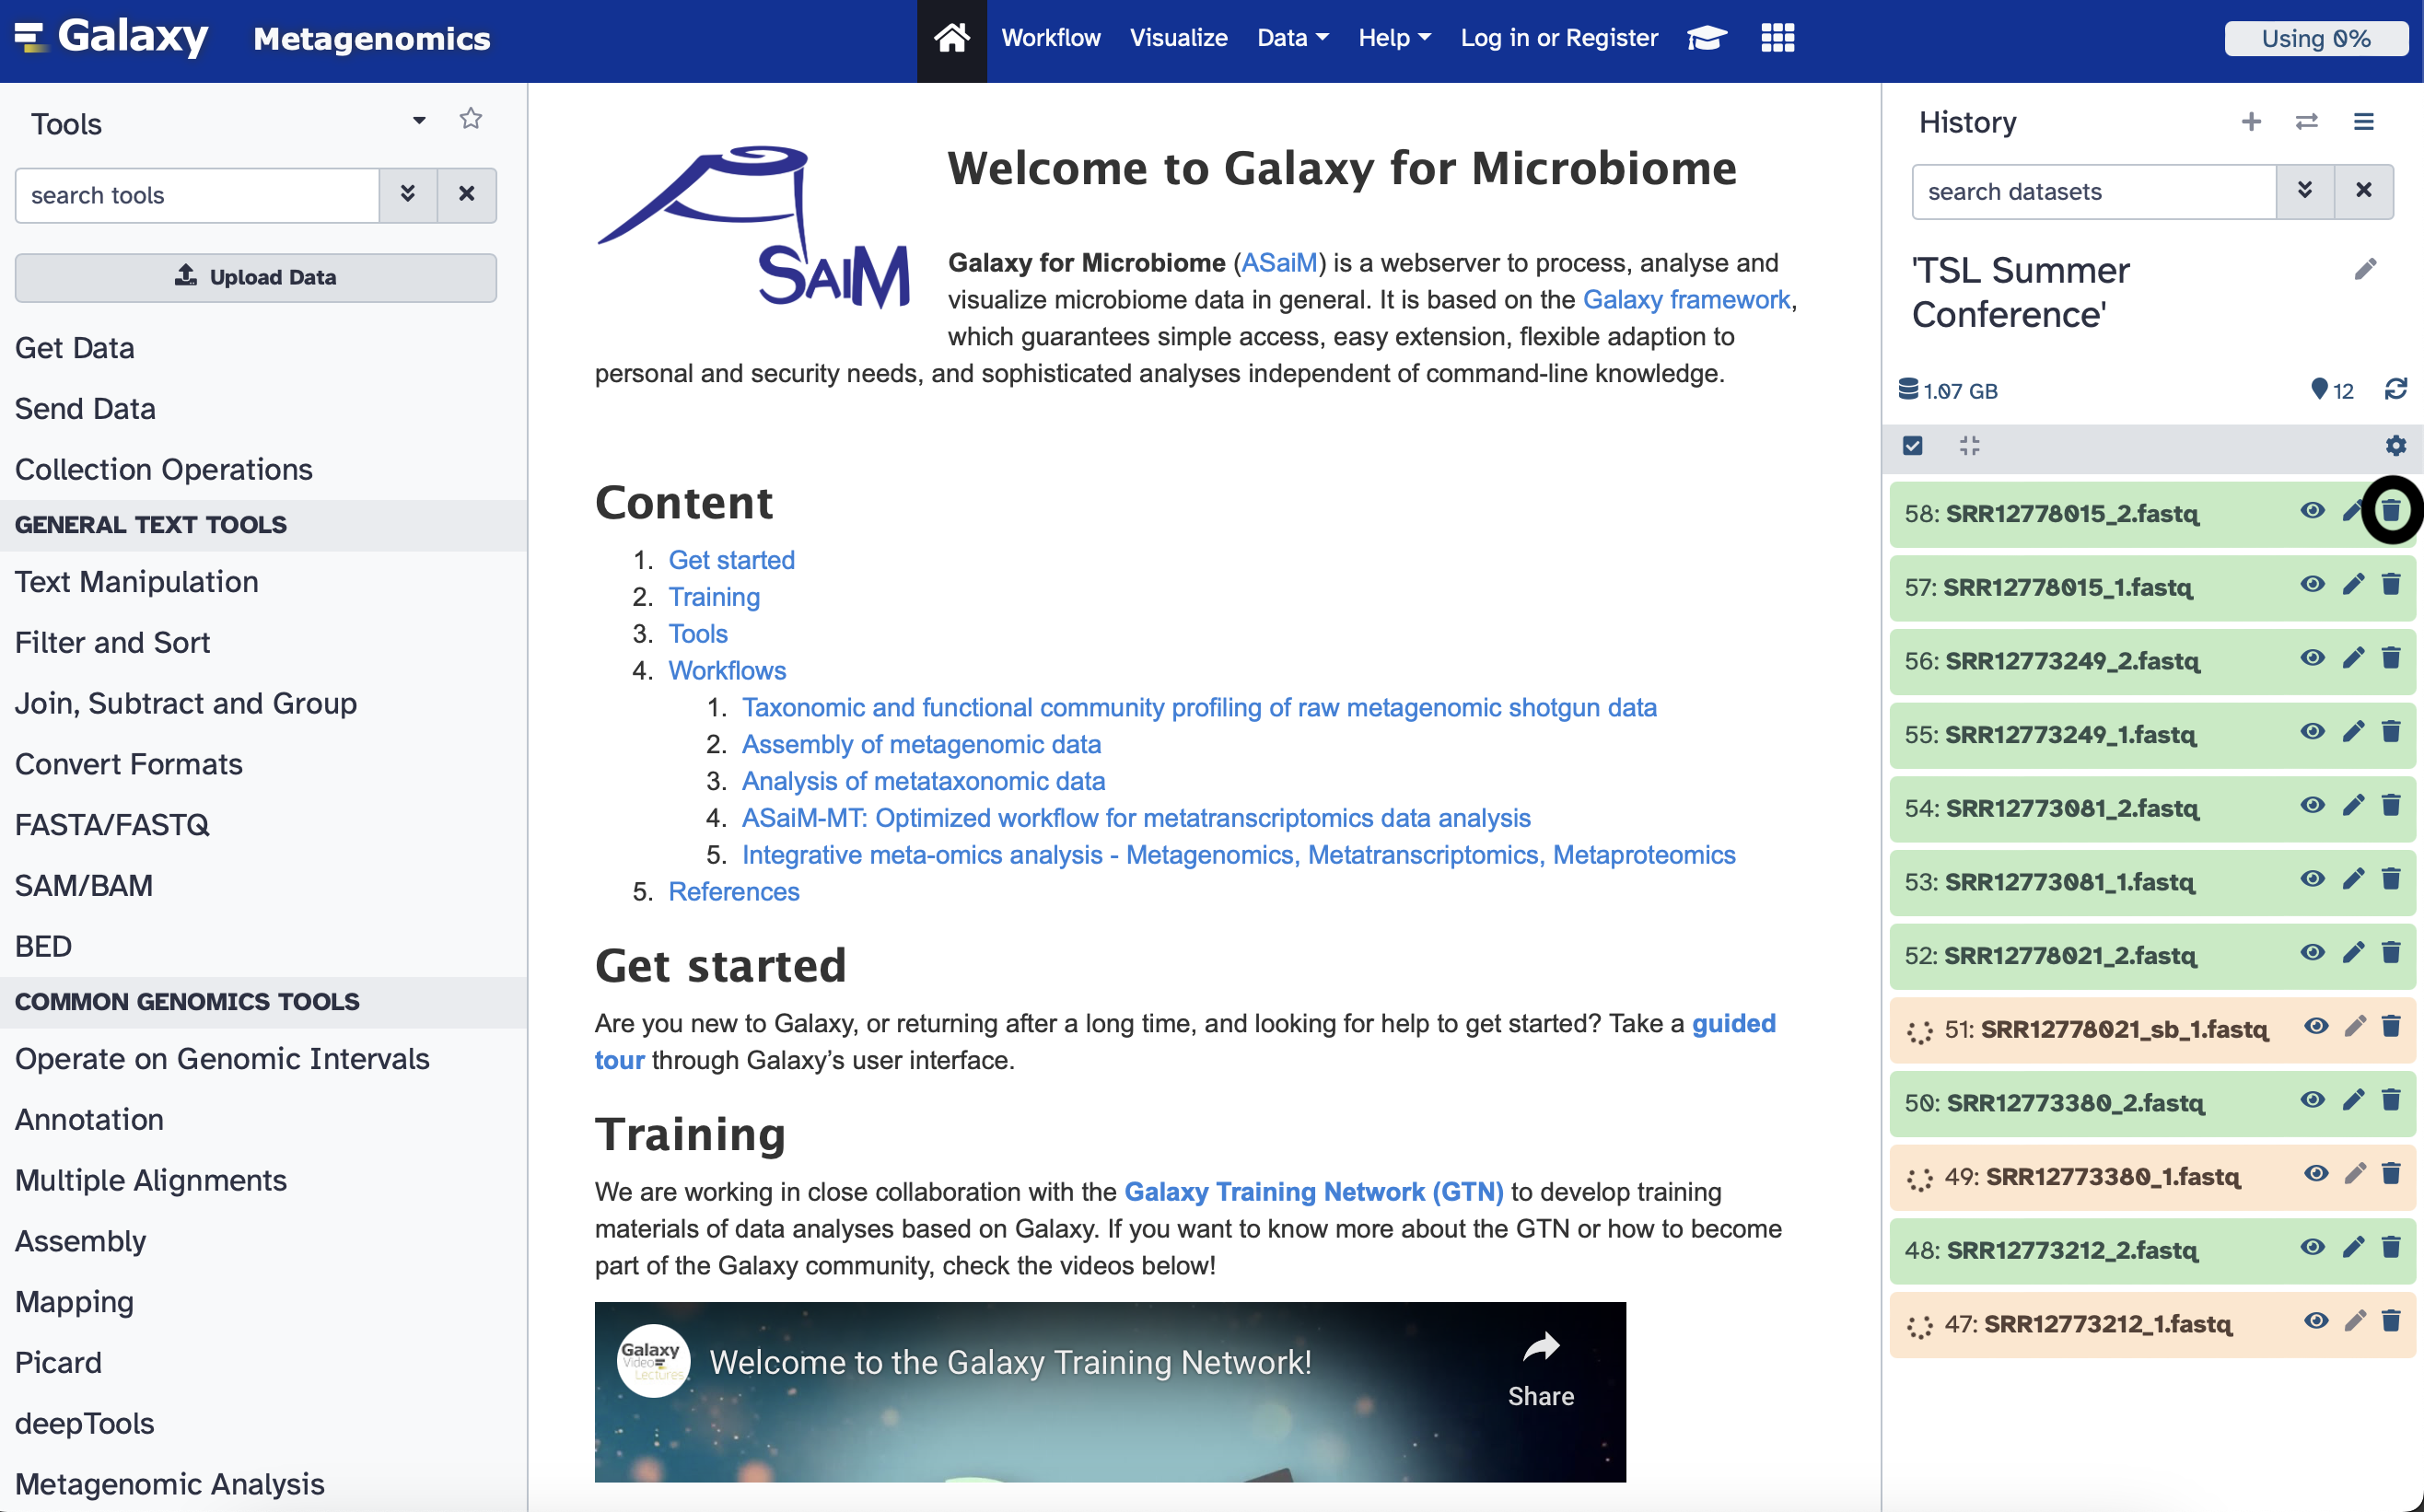 Galaxy Metagenomics
Workflow Visualize Data Help Log in or Register
Using 0%
Tools
search tools
Upload Data
Get Data
Send Data
Collection Operations
GENERAL TEXT TOOLS
Text Manipulation
Filter and Sort
Join, Subtract and Group
Convert Formats
FASTA/FASTQ
SAM/BAM
BED
COMMON GENOMICS TOOLS
Operate on Genomic Intervals
Annotation
Multiple Alignments
Assembly
Mapping
Picard
deepTools
Metagenomic Analysis
SAIM
Welcome to Galaxy for Microbiome
Galaxy for Microbiome (ASaiM) is a webserver to process, analyse and
visualize microbiome data in general. It is based on the Galaxy framework,
which guarantees simple access, easy extension, flexible adaption to
personal and security needs, and sophisticated analyses independent of command-line knowledge.
Content
1. Get started
2. Training
3. Tools
4. Workflows
1. Taxonomic and functional community profiling of raw metagenomic shotgun data
2. Assembly of metagenomic data
3. Analysis of metataxonomic data
4. ASaiM-MT: Optimized workflow for metatranscriptomics data analysis
5. Integrative meta-omics analysis - Metagenomics, Metatranscriptomics, Metaproteomics
5. References
Get started
Are you new to Galaxy, or returning after a long time, and looking for help to get started? Take a guided
tour through Galaxy’s user interface.
Training
We are working in close collaboration with the Galaxy Training Network (GTN) to develop training
materials of data analyses based on Galaxy. If you want to know more about the GTN or how to become
part of the Galaxy community, check the videos below!
Galaxy
Video
Lectures
Welcome to the Galaxy Training Network!
Share
History
search datasets
'TSL Summer
Conference'
1.07 GB
12
58: SRR12778015_2.fastq
57: SRR12778015_1.fastq
56: SRR12773249_2.fastq
55: SRR12773249_1.fastq
54: SRR12773081_2.fastq
53: SRR12773081_1.fastq
52: SRR12778021_2.fastq
51: SRR12778021_sb_1.fastq
50: SRR12773380_2.fastq
49: SRR12773380_1.fastq
48: SRR12773212_2.fastq
47: SRR12773212_1.fastq